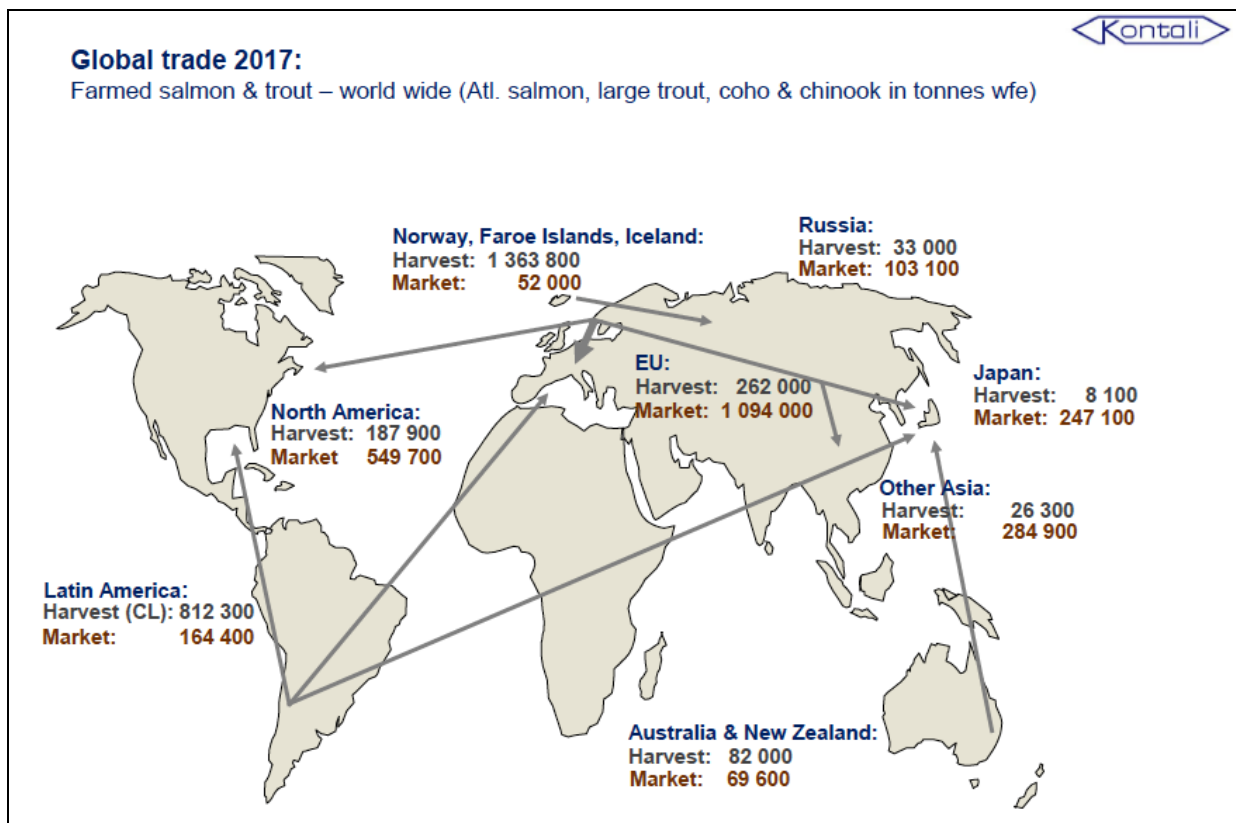 Kontali
Global trade 2017:
Farmed salmon & trout – world wide (Atl. salmon, large trout, coho & chinook in tonnes wfe)
Norway, Faroe Islands, Iceland:
Harvest: 1 363 800
Market: 52 000
Russia:
Harvest: 33 000
Market: 103 100
EU:
Harvest: 262 000
Market: 1 094 000
Japan:
Harvest: 8 100
Market: 247 100
North America:
Harvest: 187 900
Market 549 700
Other Asia:
Harvest: 26 300
Market: 284 900
Latin America:
Harvest (CL): 812 300
Market: 164 400
Australia & New Zealand:
Harvest: 82 000
Market: 69 600